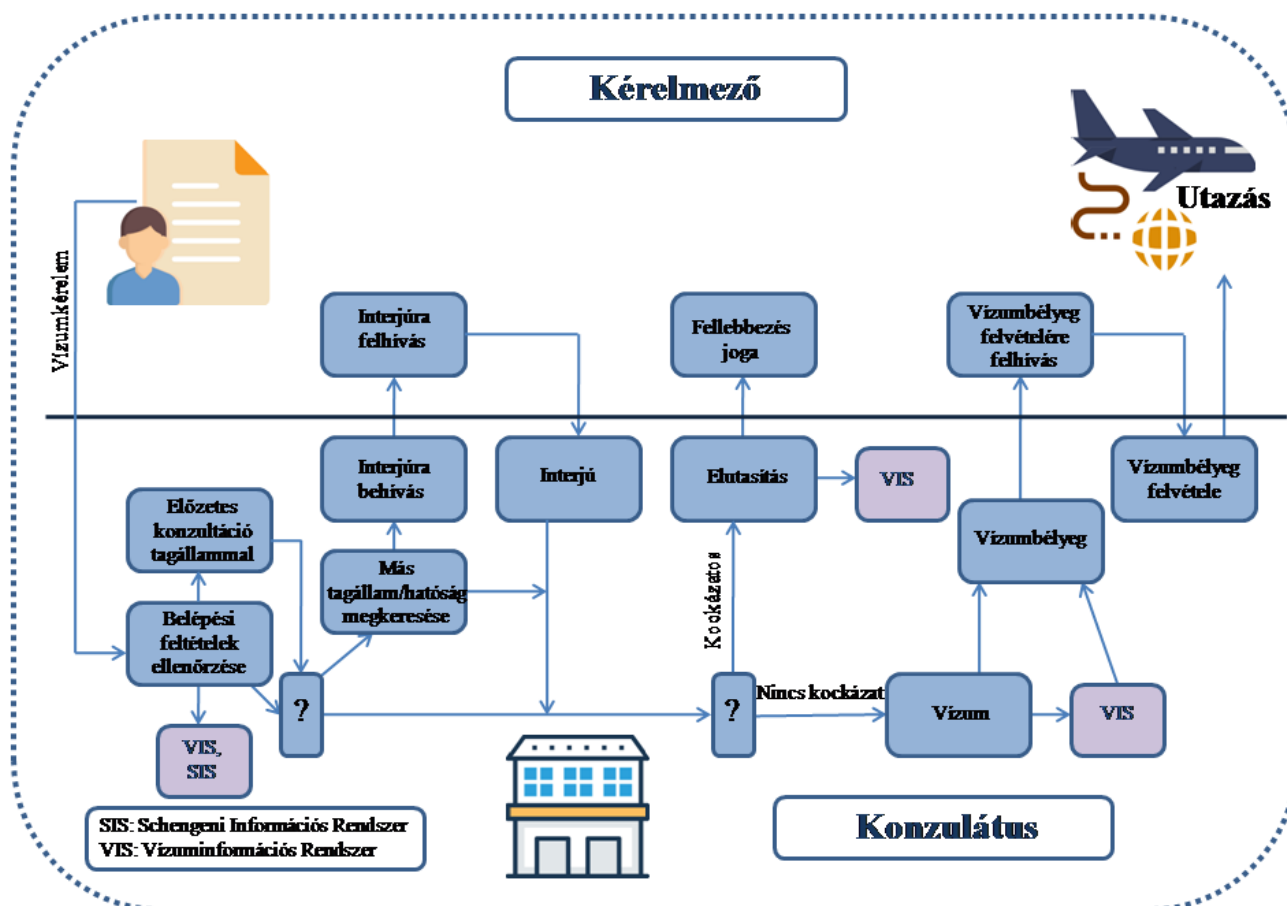 Kérelmező
Utazás
Vízumkérelem
Interjúra
felhívás
Fellebbezés
joga
Vízumbélyeg
felvételére
felhívás
Interjúra
behívás
Interjú
Elutasítás
VIS
Vízumbélyeg
felvétele
Előzetes
konzultáció
tagállammal
Más
tagállam/hatóság
megkeresése
Vízumbélyeg
Kockázatos
Belépési
feltételek
ellenőrzése
?
?
Nincs kockázat
Vízum
VIS
VIS,
SIS
SIS: Schengeni Információs Rendszer
VIS: Vízuminformációs Rendszer
Konzulátus